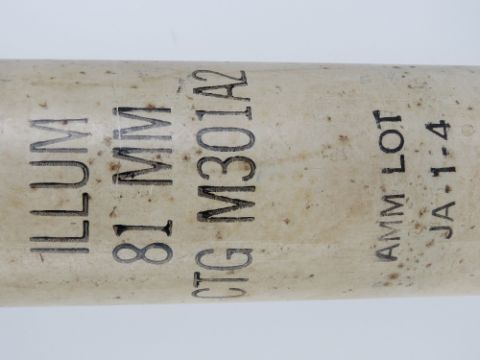 ILLUM
81 MM
CTG M301A2
AMM LOT
JA-1-4